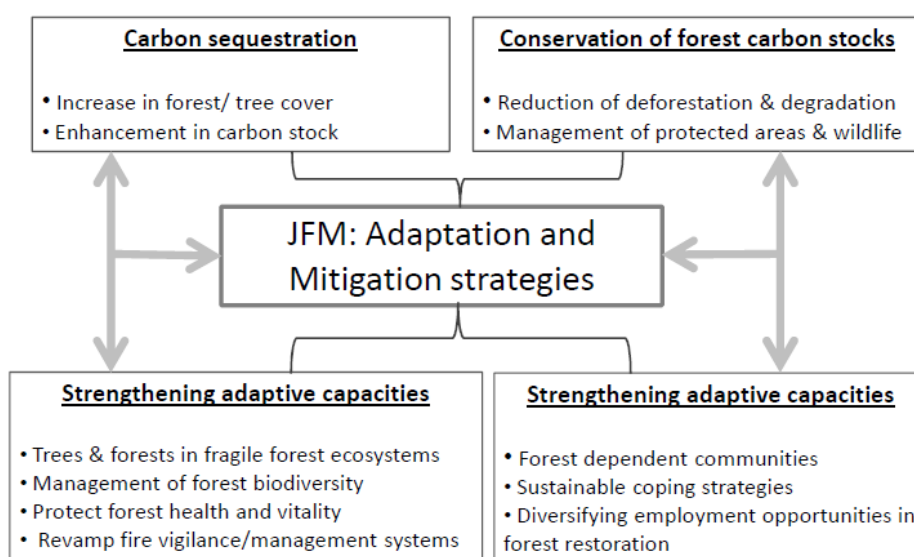 Carbon sequestration
• Increase in forest/ tree cover
• Enhancement in carbon stock
Conservation of forest carbon stocks
• Reduction of deforestation & degradation
• Management of protected areas & wildlife
JFM: Adaptation and
Mitigation strategies
Strengthening adaptive capacities
• Trees & forests in fragile forest ecosystems
• Management of forest biodiversity
• Protect forest health and vitality
• Revamp fire vigilance/management systems
Strengthening adaptive capacities
• Forest dependent communities
• Sustainable coping strategies
• Diversifying employment opportunities in
forest restoration